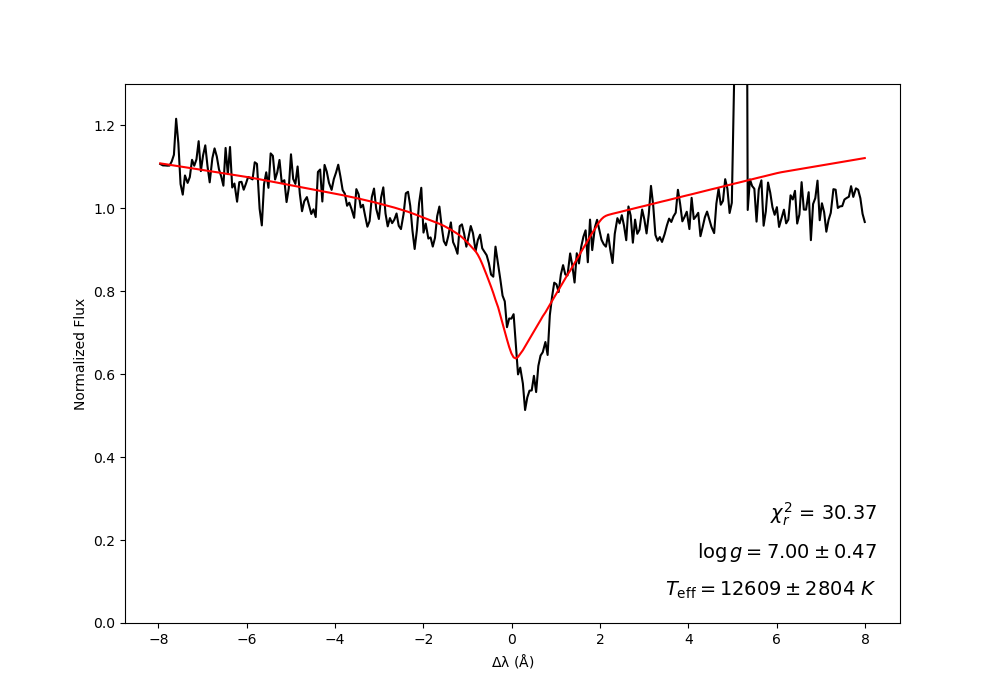 1.2
1.0
0.8
0.6
0.4
0.2
0.0
Normalized Flux
χ²ᵣ = 30.37
log g = 7.00 ± 0.47
T_eff = 12609 ± 2804 K
−8 −6 −4 −2 0 2 4 6 8
Δλ (Å)